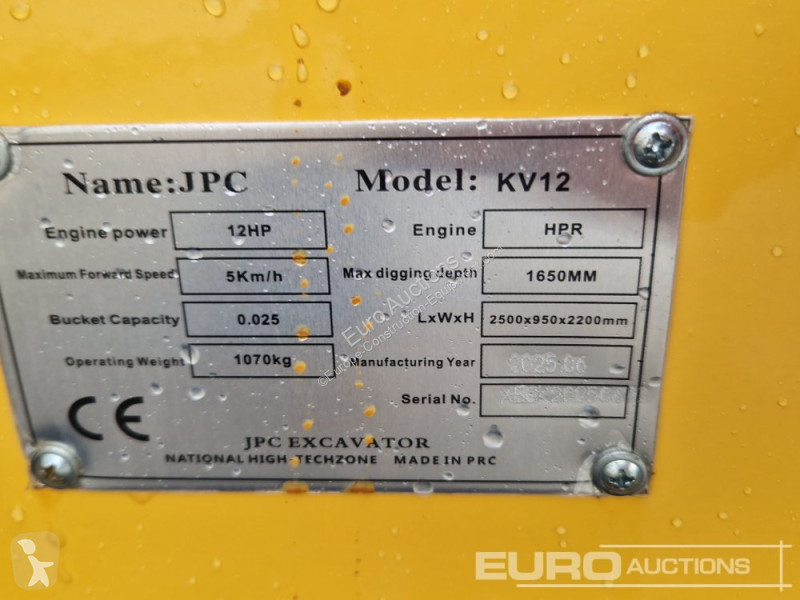 Name:JPC Model: KV12
Engine power 12HP Engine HPR
Maximum Forward Speed 5Km/h Max digging depth 1650MM
Bucket Capacity 0.025 LxWxH 2500x950x2200mm
Operating Weight 1070kg Manufacturing Year
Serial No.
CE
JPC EXCAVATOR
NATIONAL HIGH-TECHZONE MADE IN PRC
Euro Auctions
EURO AUCTIONS